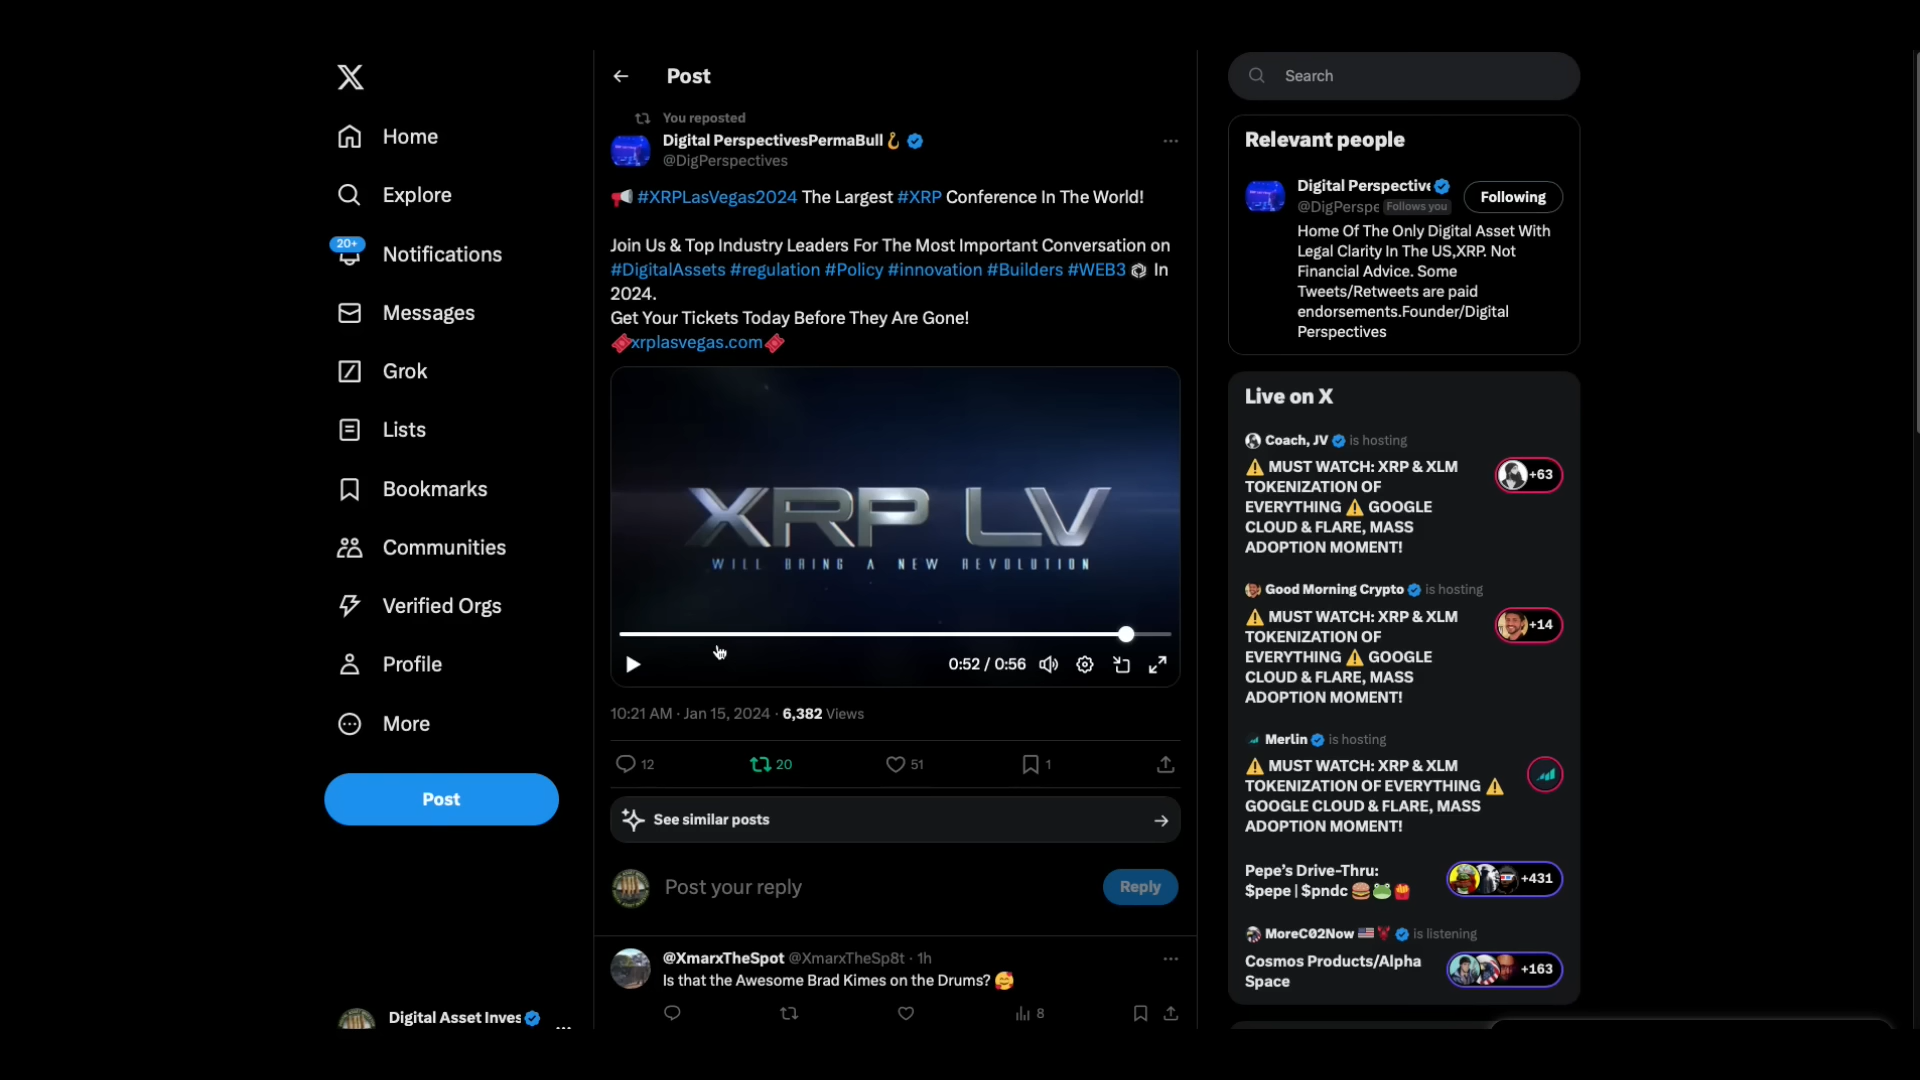 Home
Explore
20+
Notifications
Messages
Grok
Lists
Bookmarks
Communities
Verified Orgs
Profile
More
Post
Digital Asset Inves
Post
You reposted
Digital PerspectivesPermaBull
@DigPerspectives
#XRPLasVegas2024 The Largest #XRP Conference In The World!
Join Us & Top Industry Leaders For The Most Important Conversation on
#DigitalAssets #regulation #Policy #innovation #Builders #WEB3 In
2024.
Get Your Tickets Today Before They Are Gone!
xrplasvegas.com
XRP LV
WILL BRING A NEW REVOLUTION
0:52 / 0:56
10:21 AM · Jan 15, 2024 · 6,382 Views
12
20
51
1
See similar posts
Post your reply
Reply
@XmarxTheSpot @XmarxTheSp8t · 1h
Is that the Awesome Brad Kimes on the Drums?
8
Search
Relevant people
Digital Perspective
@DigPerspe Follows you
Following
Home Of The Only Digital Asset With
Legal Clarity In The US,XRP. Not
Financial Advice. Some
Tweets/Retweets are paid
endorsements.Founder/Digital
Perspectives
Live on X
Coach, JV is hosting
MUST WATCH: XRP & XLM
TOKENIZATION OF
EVERYTHING GOOGLE
CLOUD & FLARE, MASS
ADOPTION MOMENT!
+63
Good Morning Crypto is hosting
MUST WATCH: XRP & XLM
TOKENIZATION OF
EVERYTHING GOOGLE
CLOUD & FLARE, MASS
ADOPTION MOMENT!
+14
Merlin is hosting
MUST WATCH: XRP & XLM
TOKENIZATION OF EVERYTHING
GOOGLE CLOUD & FLARE, MASS
ADOPTION MOMENT!
Pepe's Drive-Thru:
$pepe | $pndc
+431
MoreC02Now is listening
Cosmos Products/Alpha
Space
+163